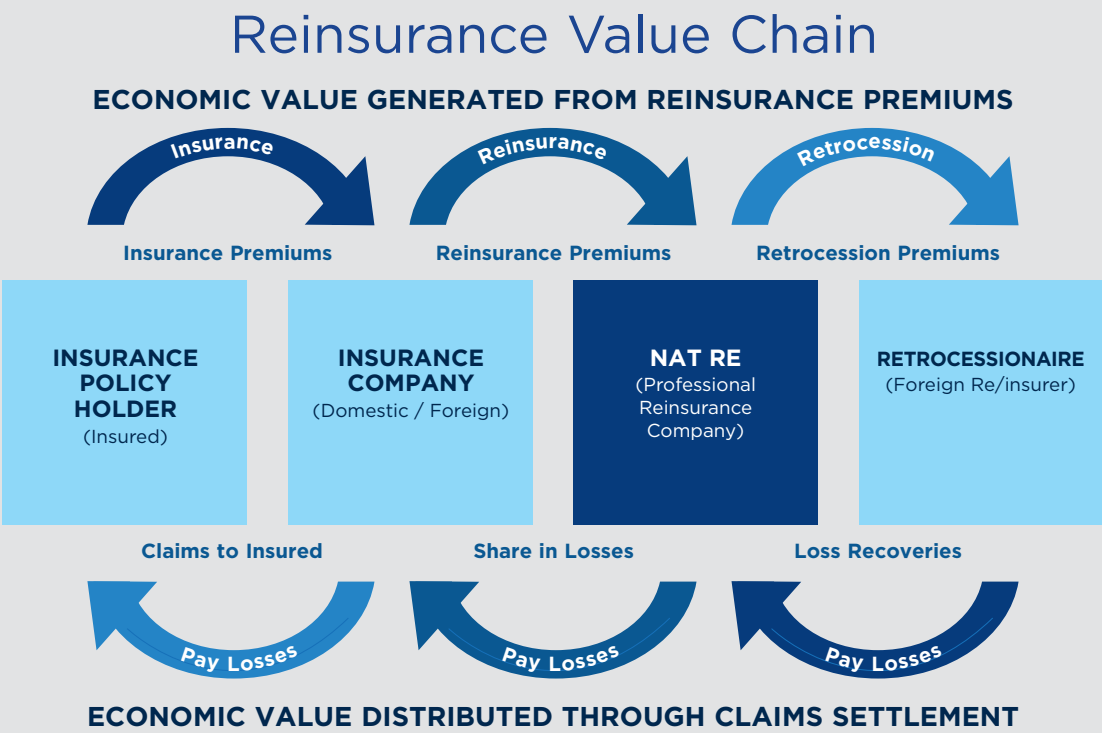 Reinsurance Value Chain
ECONOMIC VALUE GENERATED FROM REINSURANCE PREMIUMS
Insurance
Reinsurance
Retrocession
Insurance Premiums
Reinsurance Premiums
Retrocession Premiums
INSURANCE
POLICY
HOLDER
(Insured)
INSURANCE
COMPANY
(Domestic / Foreign)
NAT RE
(Professional
Reinsurance
Company)
RETROCESSIONAIRE
(Foreign Re/insurer)
Claims to Insured
Share in Losses
Loss Recoveries
Pay Losses
Pay Losses
Pay Losses
ECONOMIC VALUE DISTRIBUTED THROUGH CLAIMS SETTLEMENT